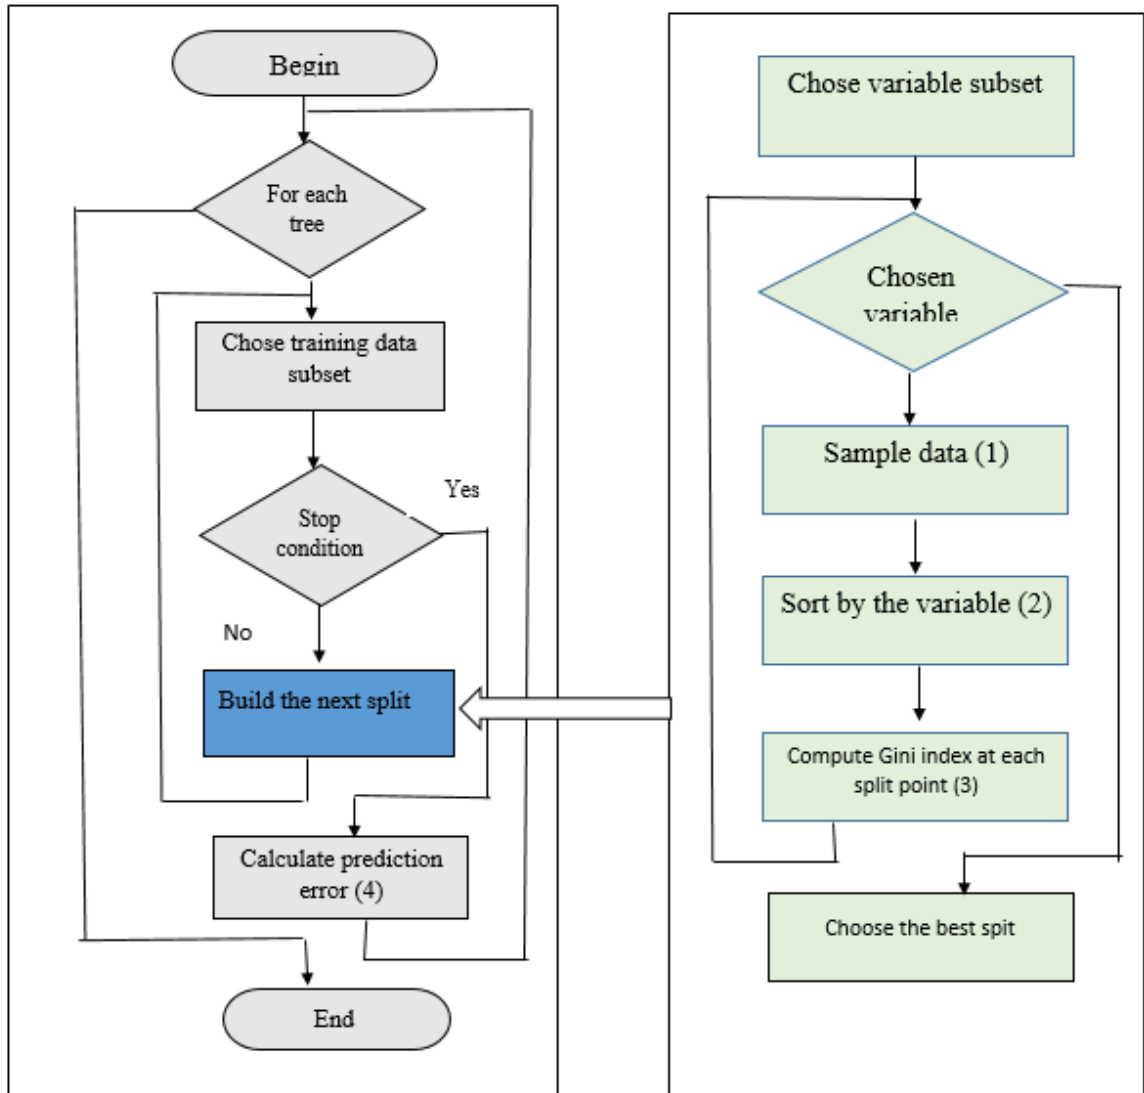 Begin
For each
tree
Chose training data
subset
Yes
Stop
condition
No
Build the next split
Calculate prediction
error (4)
End
Chose variable subset
Chosen
variable
Sample data (1)
Sort by the variable (2)
Compute Gini index at each
split point (3)
Choose the best spit